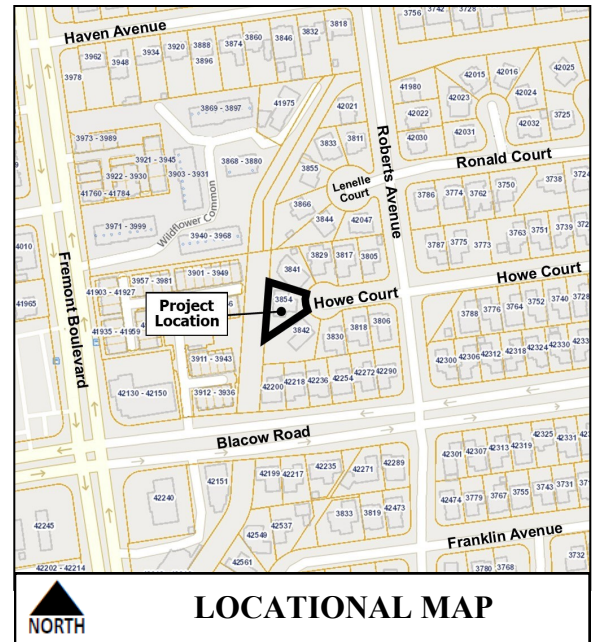 3756 3742 3728
Haven Avenue
3962 3948 3934 3920 3888 3874 3860 3846 3832 3818
3896
3978
42015 42016 42025
41980 42023 42024
3869 - 3897 41975 42021
42022 3725
3973 - 3989
42030 42031 42032
3833 3811
Roberts Avenue
3921 - 3945
3868 - 3880
3855
Ronald Court
3922 - 3930 3903 - 3931
41760 - 41784
Lenelle
Court
3786 3774 3762 3750 3738 3724
3866
Wildflower Common
3844 42047
3971 - 3999
3940 - 3968
3763 3751 3739
3787 3775 3773
4010
3829 3817 3805
Fremont Boulevard
3901 - 3949
3841
3957 - 3981
Howe Court
41903 - 41927
41965
Project
Location
3854
Howe Court
3788 3776 3764 3752 3740 3728
41935 - 41959
3842
3830 3818 3806
3911 - 3943
42300 42306 42312 42318 42324 42330
42200 42218 42236 42254 42272 42290
42130 - 42150
3912 - 3936
Blacow Road
42301 42307 42313 42319 42325 42331
42199 42217 42235 42271 42289
42240 42151
42474 3779 3767 3755 3743 3731
42245
42537
3833 3819 42473
42549
Franklin Avenue
42561
3732
42202 - 42214
3780 3768
NORTH
LOCATIONAL MAP